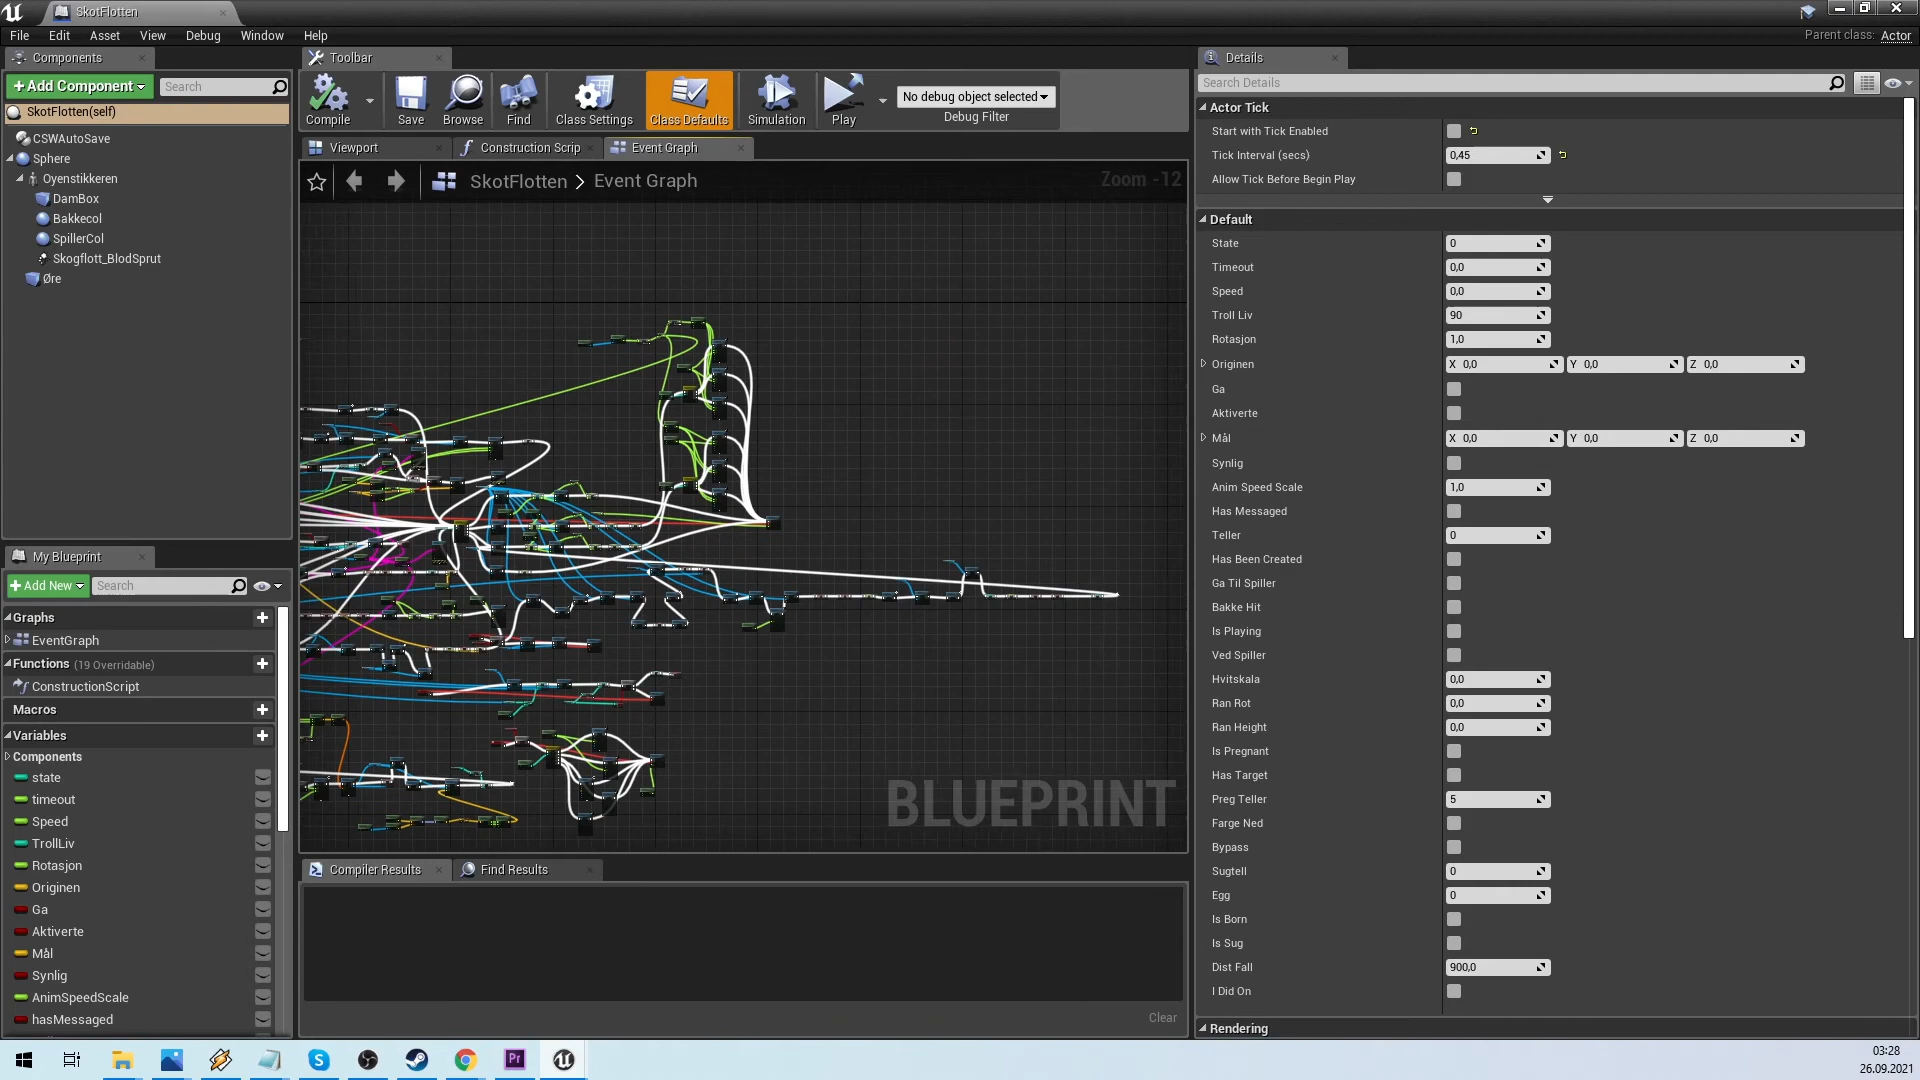 SkotFlotten
File Edit Asset View Debug Window Help
Parent class: Actor
Components
+Add Component
Search
SkotFlotten(self)
CSWAutoSave
Sphere
Oyenstikkeren
DamBox
Bakkecol
SpillerCol
Skogflott_BlodSprut
Øre
My Blueprint
+Add New
Search
Graphs
EventGraph
Functions (19 Overridable)
ConstructionScript
Macros
Variables
Components
state
timeout
Speed
TrollLiv
Rotasjon
Originen
Ga
Aktiverte
Mål
Synlig
AnimSpeedScale
hasMessaged
Toolbar
Compile
Save
Browse
Find
Class Settings
Class Defaults
Simulation
Play
No debug object selected
Debug Filter
Viewport
Construction Scrip
Event Graph
SkotFlotten > Event Graph
Zoom -12
BLUEPRINT
Compiler Results
Find Results
Clear
Details
Search Details
Actor Tick
Start with Tick Enabled
Tick Interval (secs) 0,45
Allow Tick Before Begin Play
Default
State 0
Timeout 0,0
Speed 0,0
Troll Liv 90
Rotasjon 1,0
Originen X 0,0 Y 0,0 Z 0,0
Ga
Aktiverte
Mål X 0,0 Y 0,0 Z 0,0
Synlig
Anim Speed Scale 1,0
Has Messaged
Teller 0
Has Been Created
Ga Til Spiller
Bakke Hit
Is Playing
Ved Spiller
Hvitskala 0,0
Ran Rot 0,0
Ran Height 0,0
Is Pregnant
Has Target
Preg Teller 5
Farge Ned
Bypass
Sugtell 0
Egg 0
Is Born
Is Sug
Dist Fall 900,0
I Did On
Rendering
03:28
26.09.2021